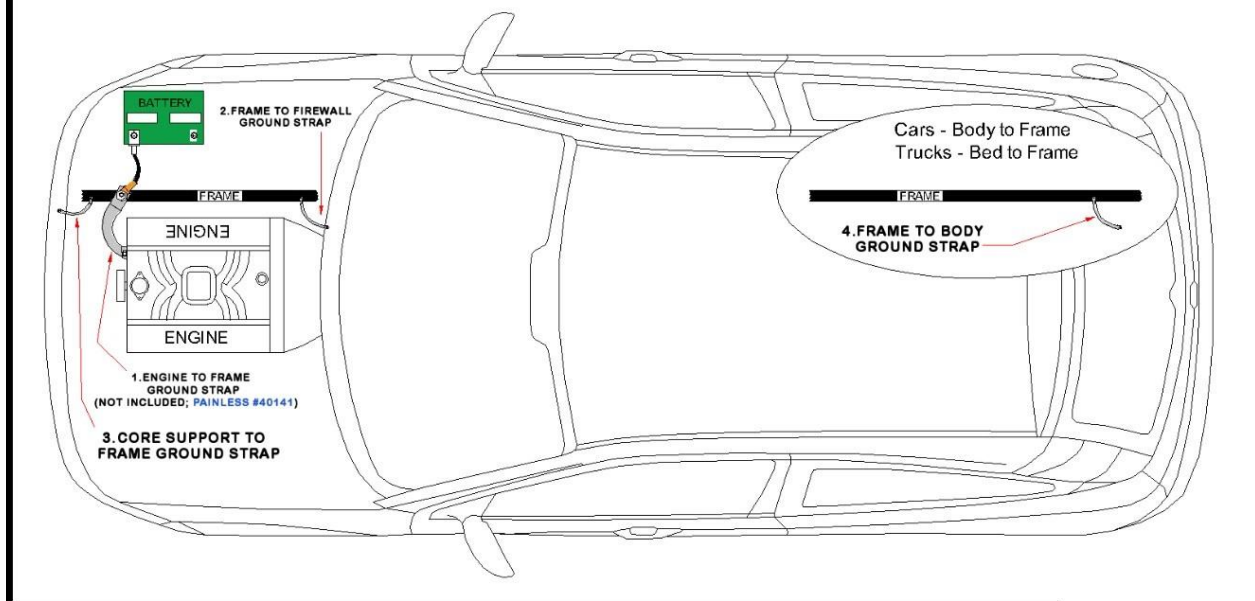 BATTERY
2.FRAME TO FIREWALL
GROUND STRAP
FRAME
ENGINE
ENGINE
1.ENGINE TO FRAME
GROUND STRAP
(NOT INCLUDED; PAINLESS #40141)
3.CORE SUPPORT TO
FRAME GROUND STRAP
Cars - Body to Frame
Trucks - Bed to Frame
FRAME
4.FRAME TO BODY
GROUND STRAP